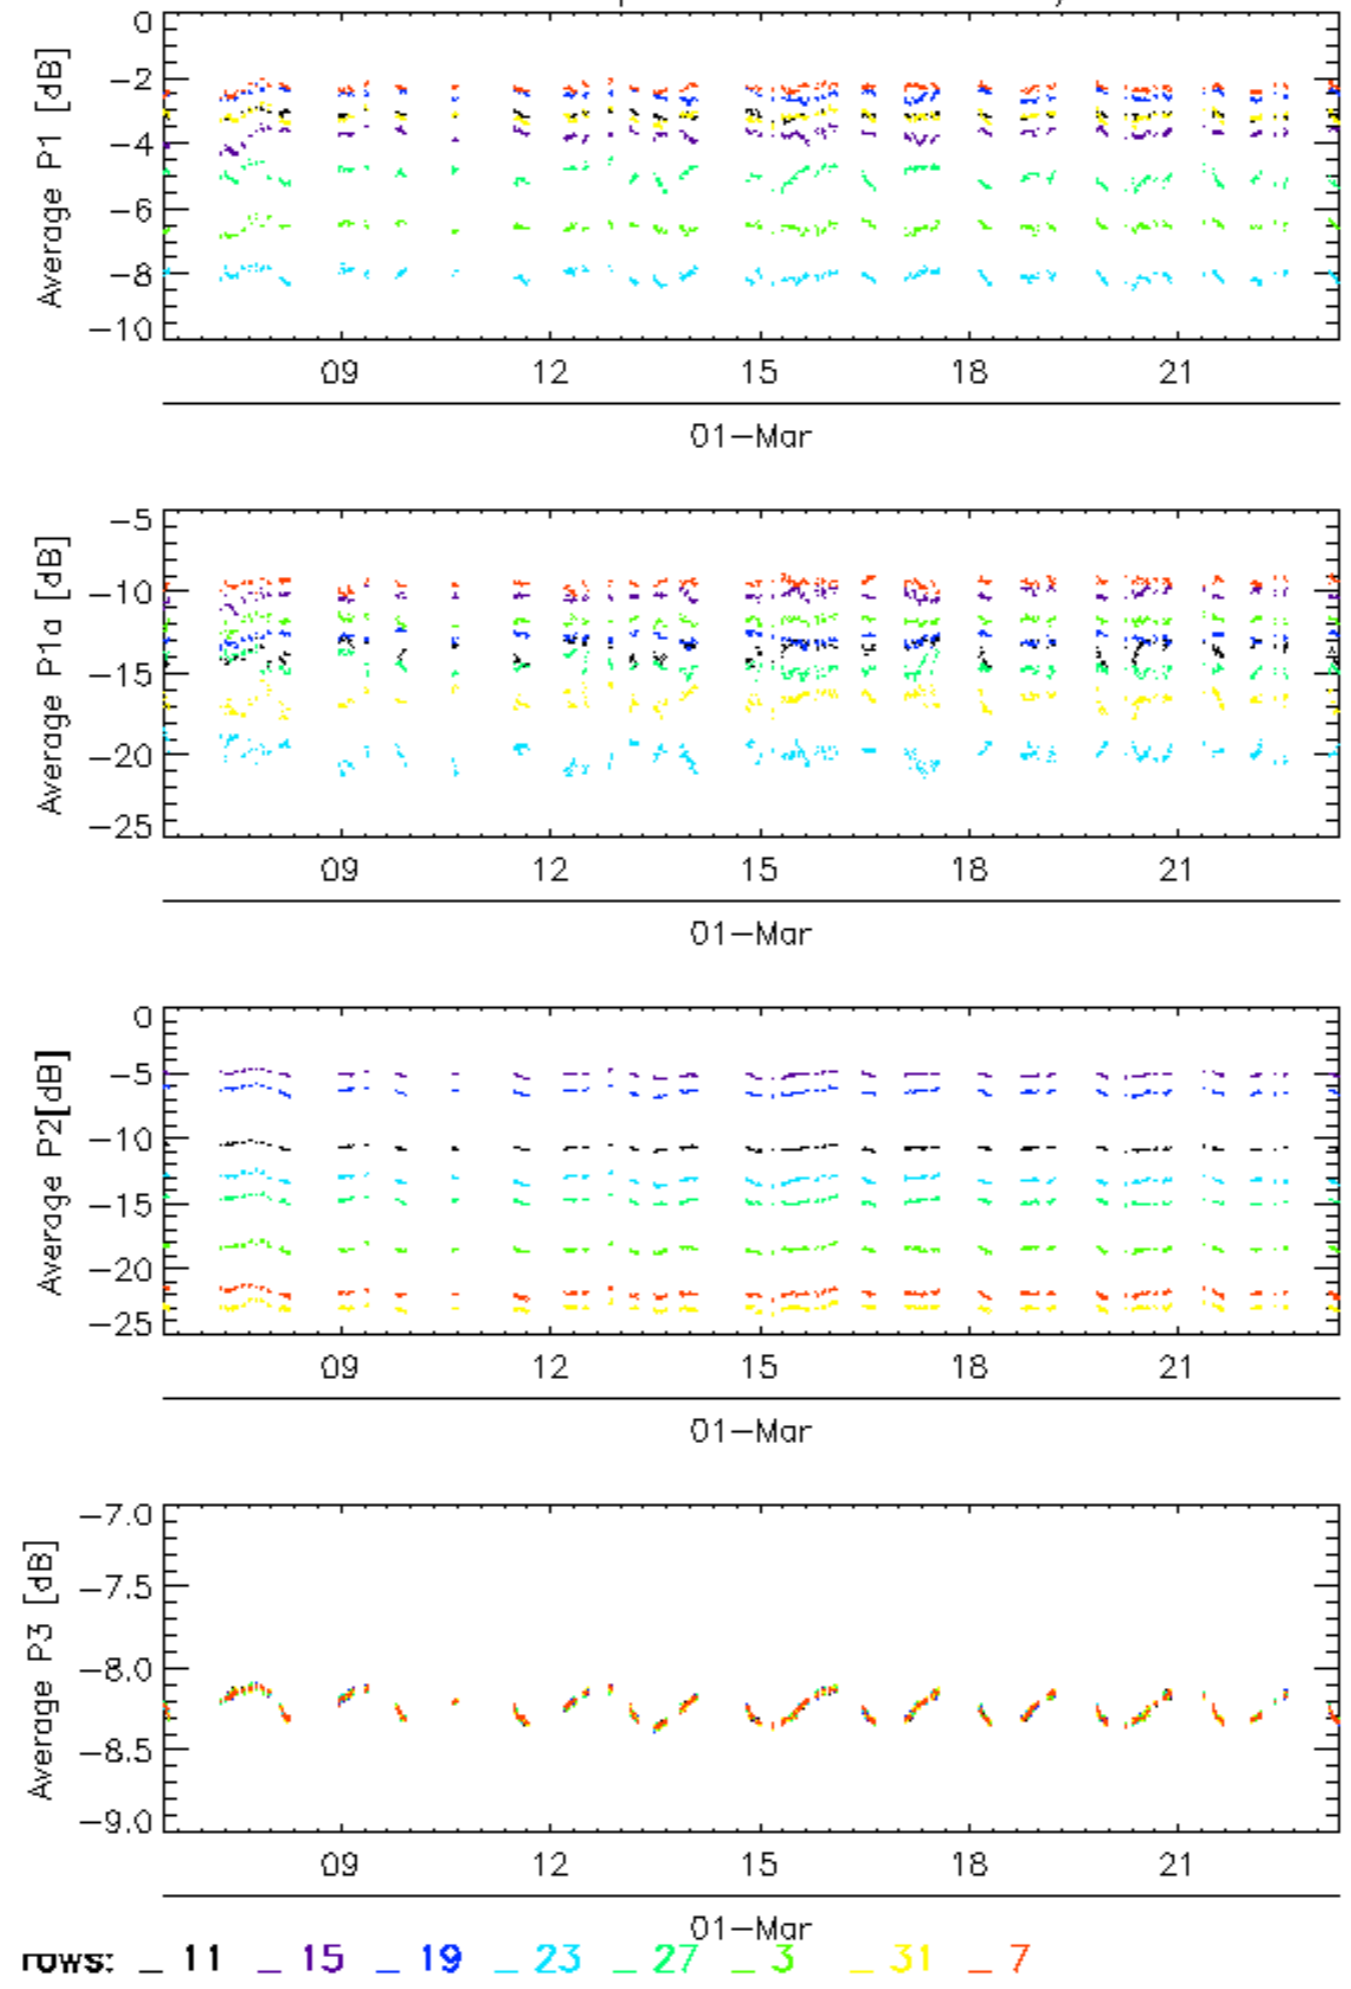 0
−2
−4
−6
−8
−10
Average P1 [dB]
09 12 15 18 21
01−Mar
−5
−10
−15
−20
−25
Average P1a [dB]
09 12 15 18 21
01−Mar
0
−5
−10
−15
−20
−25
Average P2[dB]
09 12 15 18 21
01−Mar
−7.0
−7.5
−8.0
−8.5
−9.0
Average P3 [dB]
09 12 15 18 21
01−Mar
rows: _ 11 _ 15 _ 19 _ 23 _ 27 _ 3 _ 31 _ 7